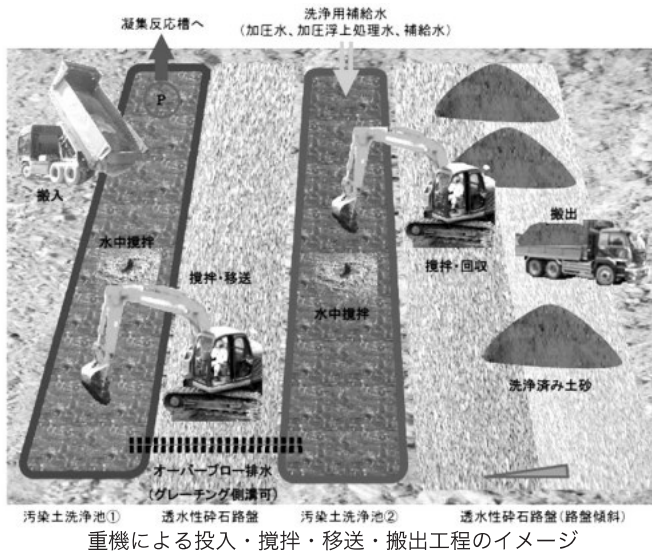 凝集反応槽へ
洗浄用補給水
(加圧水、加圧浮上処理水、補給水)
P
搬入
水中撹拌
撹拌・移送
水中撹拌
撹拌・回収
搬出
洗浄済み土砂
オーバーブロー排水
(グレーチング側溝可)
汚染土洗浄池①
透水性砕石路盤
汚染土洗浄池②
透水性砕石路盤(路盤傾斜)
重機による投入・撹拌・移送・搬出工程のイメージ